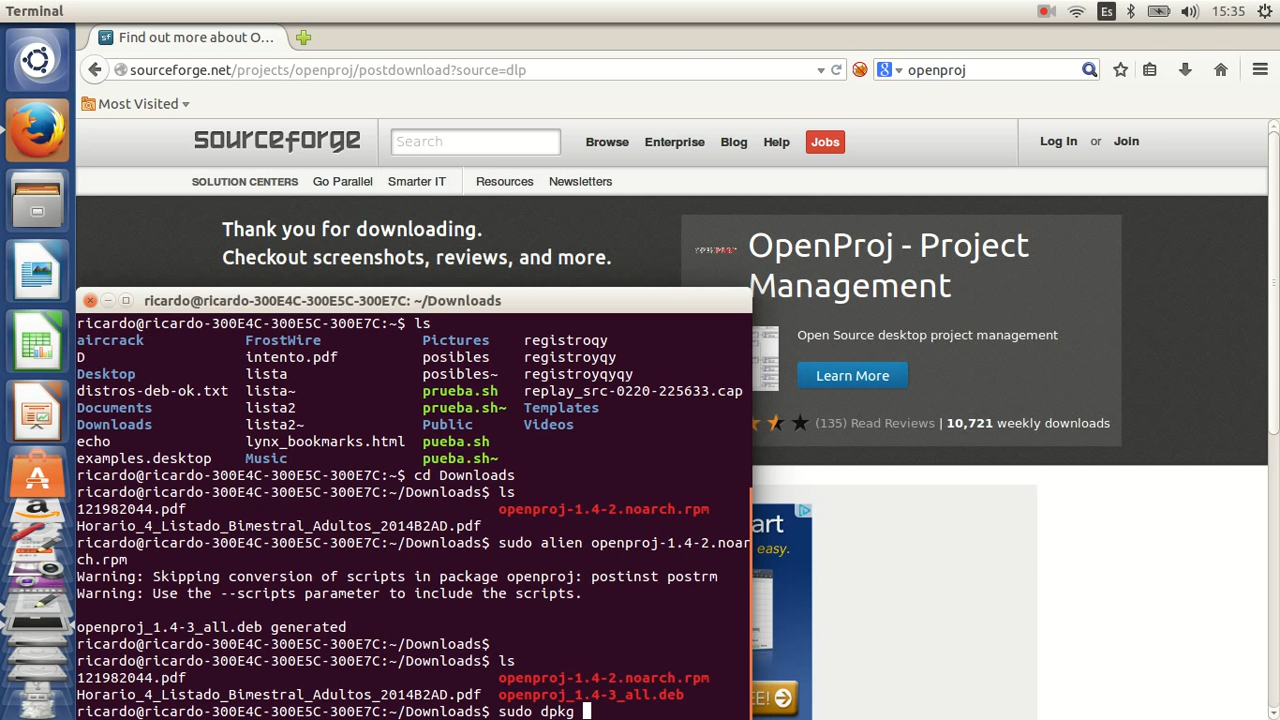 Terminal
Es
15:35
sf Find out more about O...
sourceforge.net/projects/openproj/postdownload?source=dlp
openproj
Most Visited
sourceforge
Search
Browse Enterprise Blog Help Jobs
Log In or Join
SOLUTION CENTERS Go Parallel Smarter IT Resources Newsletters
Thank you for downloading.
Checkout screenshots, reviews, and more.
OpenProj - Project
Management
Open Source desktop project management
Learn More
(135) Read Reviews | 10,721 weekly downloads
ricardo@ricardo-300E4C-300E5C-300E7C: ~/Downloads
ricardo@ricardo-300E4C-300E5C-300E7C:~$ ls
aircrack FrostWire Pictures registroqy
D intento.pdf posibles registroyqy
Desktop lista posibles~ registroyqyqy
distros-deb-ok.txt lista~ prueba.sh replay_src-0220-225633.cap
Documents lista2 prueba.sh~ Templates
Downloads lista2~ Public Videos
echo lynx_bookmarks.html pueba.sh
examples.desktop Music pueba.sh~
ricardo@ricardo-300E4C-300E5C-300E7C:~$ cd Downloads
ricardo@ricardo-300E4C-300E5C-300E7C:~/Downloads$ ls
121982044.pdf openproj-1.4-2.noarch.rpm
Horario_4_Listado_Bimestral_Adultos_2014B2AD.pdf
ricardo@ricardo-300E4C-300E5C-300E7C:~/Downloads$ sudo alien openproj-1.4-2.noar
ch.rpm
Warning: Skipping conversion of scripts in package openproj: postinst postrm
Warning: Use the --scripts parameter to include the scripts.
openproj_1.4-3_all.deb generated
ricardo@ricardo-300E4C-300E5C-300E7C:~/Downloads$
ricardo@ricardo-300E4C-300E5C-300E7C:~/Downloads$ ls
121982044.pdf openproj-1.4-2.noarch.rpm
Horario_4_Listado_Bimestral_Adultos_2014B2AD.pdf openproj_1.4-3_all.deb
ricardo@ricardo-300E4C-300E5C-300E7C:~/Downloads$ sudo dpkg
easy.